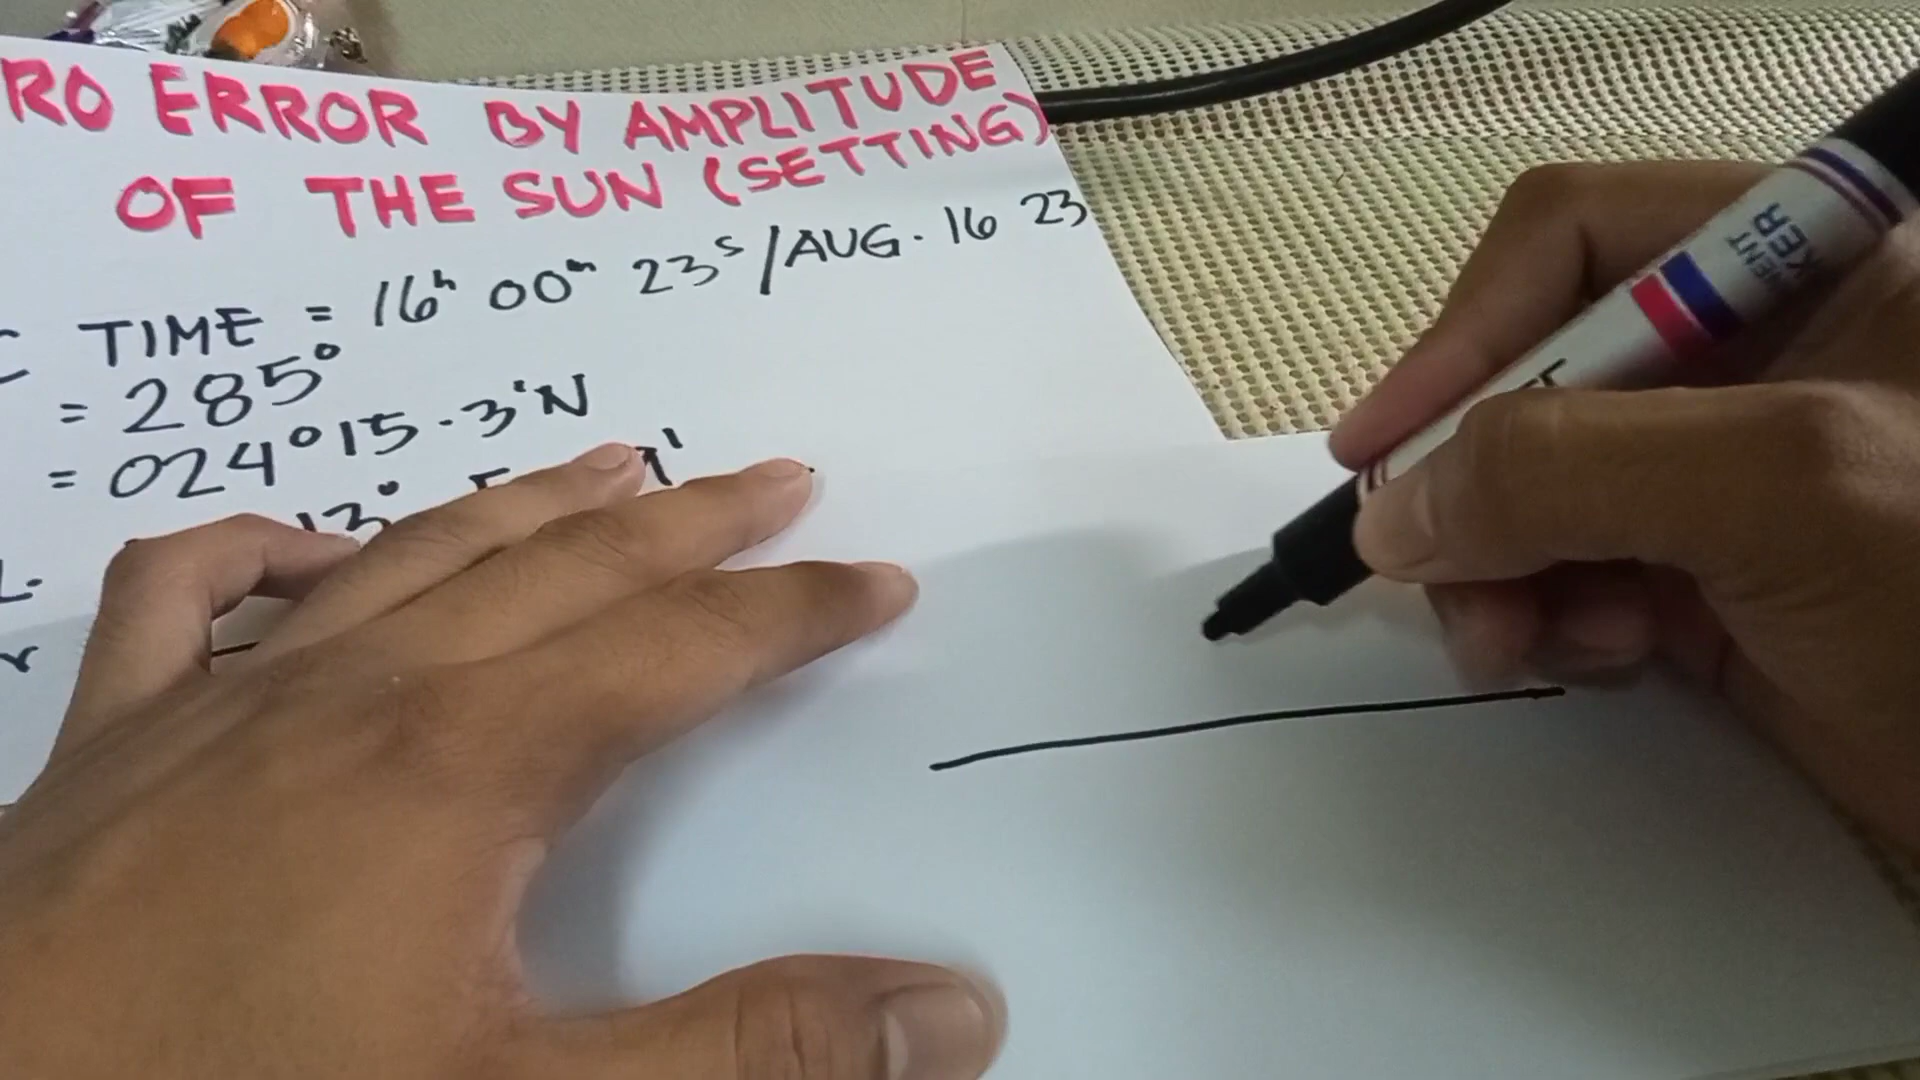 RO ERROR BY AMPLITUDE
OF THE SUN (SETTING)
C TIME = 16ʰ 00ᵐ 23ˢ / AUG. 16 23
= 285°
= 024° 15.3'N
13°
L.
r